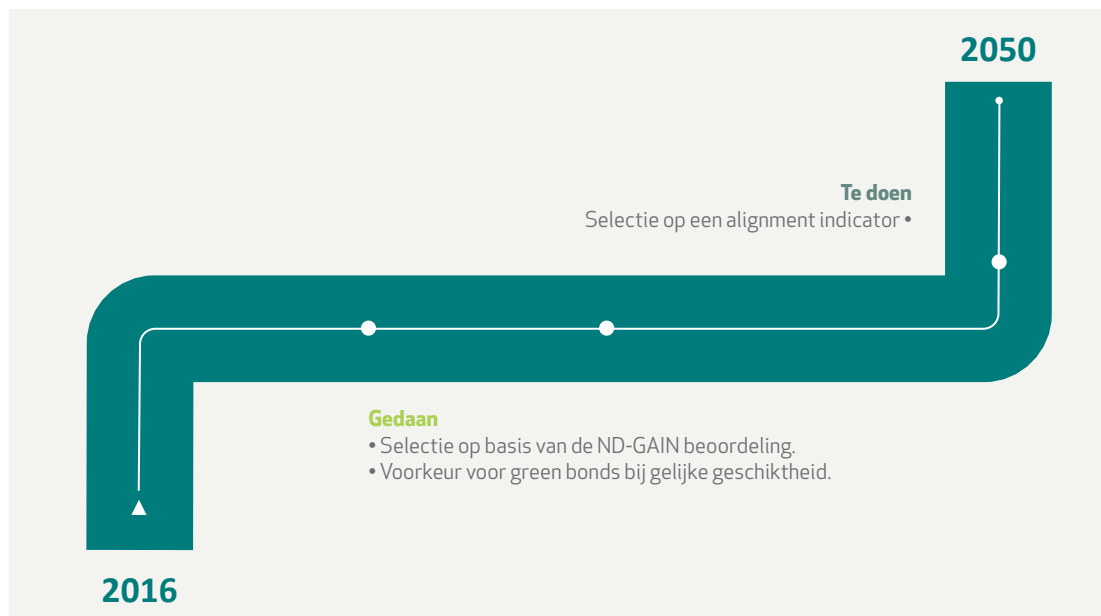 2050
Te doen
Selectie op een alignment indicator •
Gedaan
• Selectie op basis van de ND-GAIN beoordeling.
• Voorkeur voor green bonds bij gelijke geschiktheid.
2016